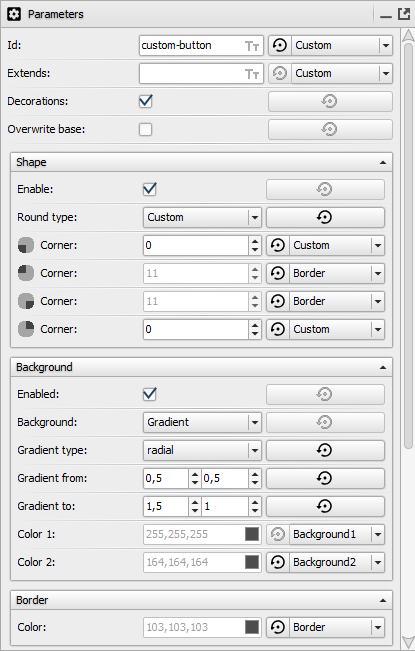 Parameters
Id: custom-button Tт Custom
Extends: Tт Custom
Decorations:
Overwrite base:
Shape
Enable:
Round type: Custom
Corner: 0 Custom
Corner: 11 Border
Corner: 11 Border
Corner: 0 Custom
Background
Enabled:
Background: Gradient
Gradient type: radial
Gradient from: 0,5 0,5
Gradient to: 1,5 1
Color 1: 255,255,255 Background1
Color 2: 164,164,164 Background2
Border
Color: 103,103,103 Border